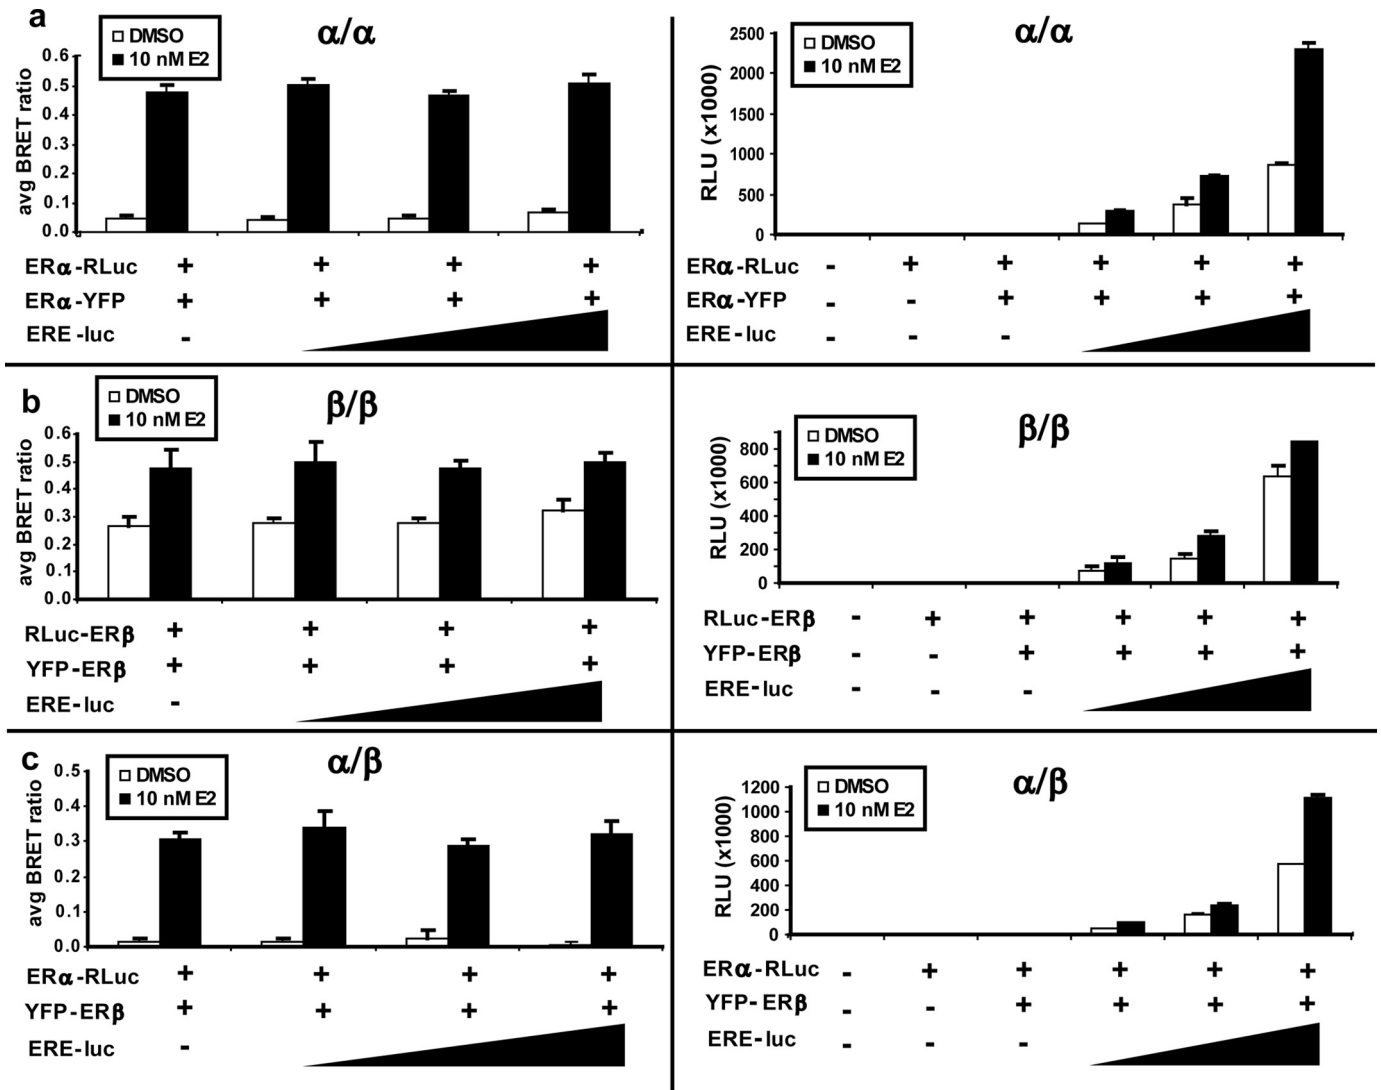 a
α/α
DMSO
10 nM E2
avg BRET ratio
0.6
0.5
0.4
0.3
0.2
0.1
0.0
ERα-RLuc + + + +
ERα-YFP + + + +
ERE-luc -
α/α
DMSO
10 nM E2
RLU (x1000)
2500
2000
1500
1000
500
0
ERα-RLuc - + + + + +
ERα-YFP - - + + + +
ERE-luc - - -
b
β/β
DMSO
10 nM E2
avg BRET ratio
0.6
0.5
0.4
0.3
0.2
0.1
0.0
RLuc-ERβ + + + +
YFP-ERβ + + + +
ERE-luc -
β/β
DMSO
10 nM E2
RLU (x1000)
800
600
400
200
0
RLuc-ERβ - + + + + +
YFP-ERβ - - + + + +
ERE-luc - - -
c
α/β
DMSO
10 nM E2
avg BRET ratio
0.5
0.4
0.3
0.2
0.1
0.0
ERα-RLuc + + + +
YFP-ERβ + + + +
ERE-luc -
α/β
DMSO
10 nM E2
RLU (x1000)
1200
1000
800
600
400
200
0
ERα-RLuc - + + + + +
YFP-ERβ - - + + + +
ERE-luc - - -